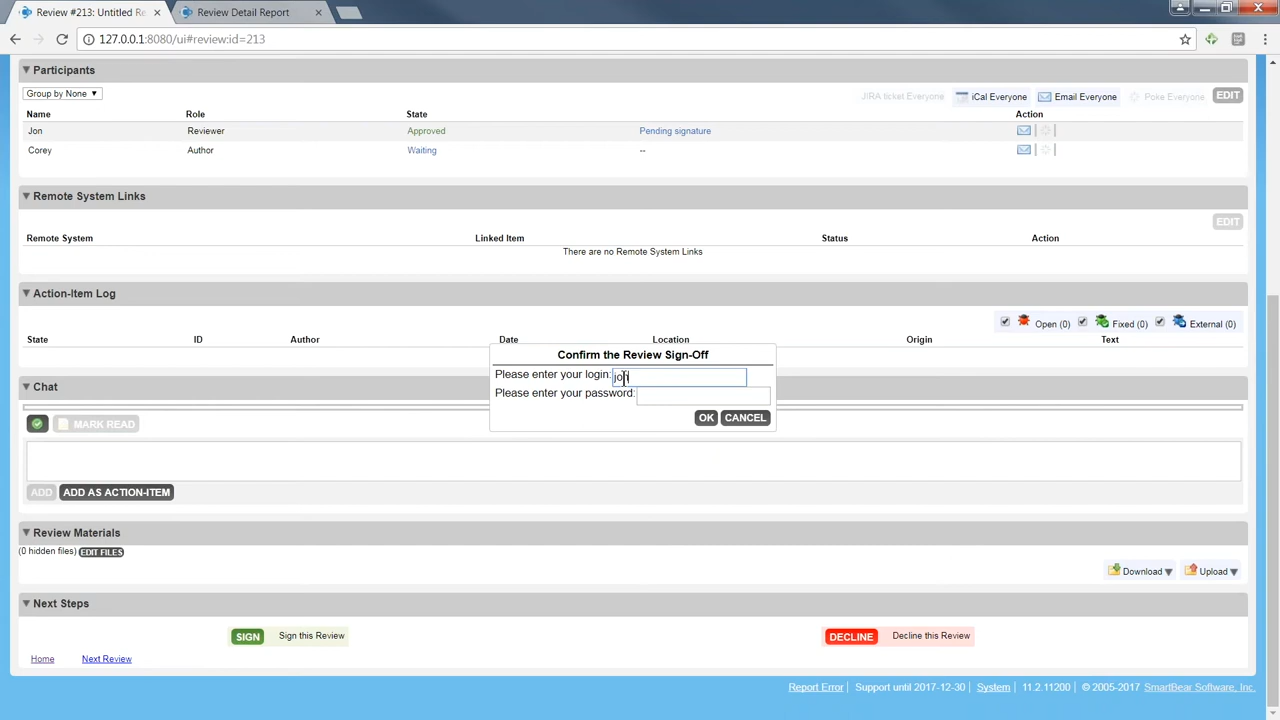 Review #213: Untitled Re
Review Detail Report
127.0.0.1:8080/ui#review:id=213
Participants
Group by None
JIRA ticket Everyone iCal Everyone Email Everyone Poke Everyone EDIT
Name Role State Action
Jon Reviewer Approved Pending signature
Corey Author Waiting --
Remote System Links
EDIT
Remote System Linked Item Status Action
There are no Remote System Links
Action-Item Log
Open (0) Fixed (0) External (0)
State ID Author Date Location Origin Text
Confirm the Review Sign-Off
Please enter your login: jon
Please enter your password:
OK CANCEL
Chat
MARK READ
ADD ADD AS ACTION-ITEM
Review Materials
(0 hidden files) EDIT FILES
Download Upload
Next Steps
SIGN Sign this Review DECLINE Decline this Review
Home Next Review
Report Error Support until 2017-12-30 System 11.2.11200 © 2005-2017 SmartBear Software, Inc.